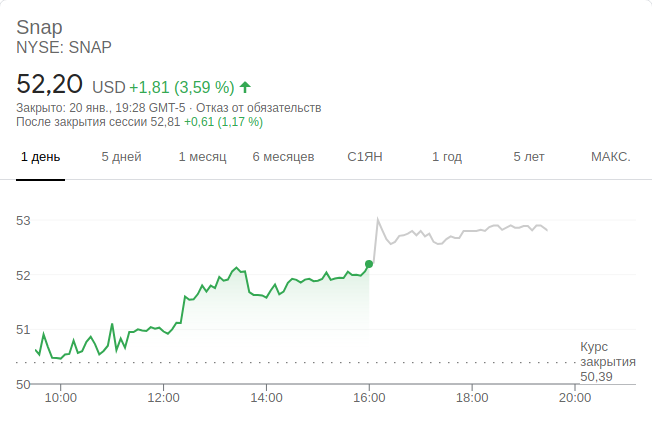 Snap
NYSE: SNAP
52,20 USD +1,81 (3,59 %)
Закрыто: 20 янв., 19:28 GMT-5 · Отказ от обязательств
После закрытия сессии 52,81 +0,61 (1,17 %)
1 день 5 дней 1 месяц 6 месяцев С1ЯН 1 год 5 лет МАКС.
53
52
51
Курс
закрытия
50,39
50
10:00 12:00 14:00 16:00 18:00 20:00